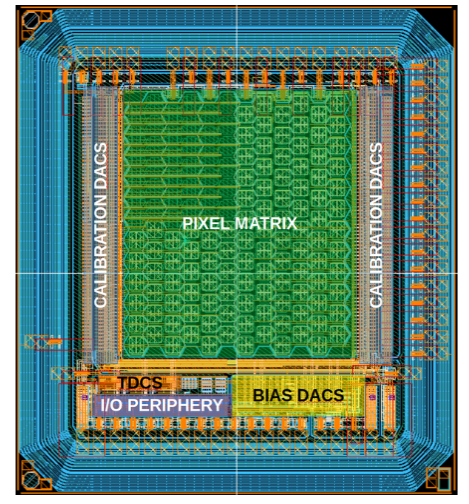 CALIBRATION DACS
PIXEL MATRIX
CALIBRATION DACS
TDCS
I/O PERIPHERY
BIAS DACS